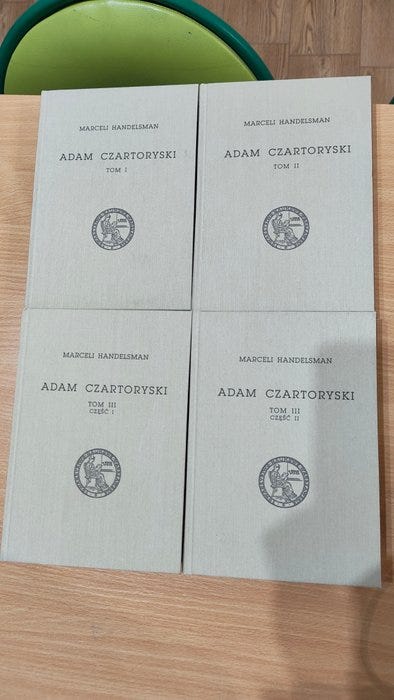 MARCELI HANDELSMAN
ADAM CZARTORYSKI
TOM I
MARCELI HANDELSMAN
ADAM CZARTORYSKI
TOM II
MARCELI HANDELSMAN
ADAM CZARTORYSKI
TOM III
CZĘŚĆ I
MARCELI HANDELSMAN
ADAM CZARTORYSKI
TOM III
CZĘŚĆ II